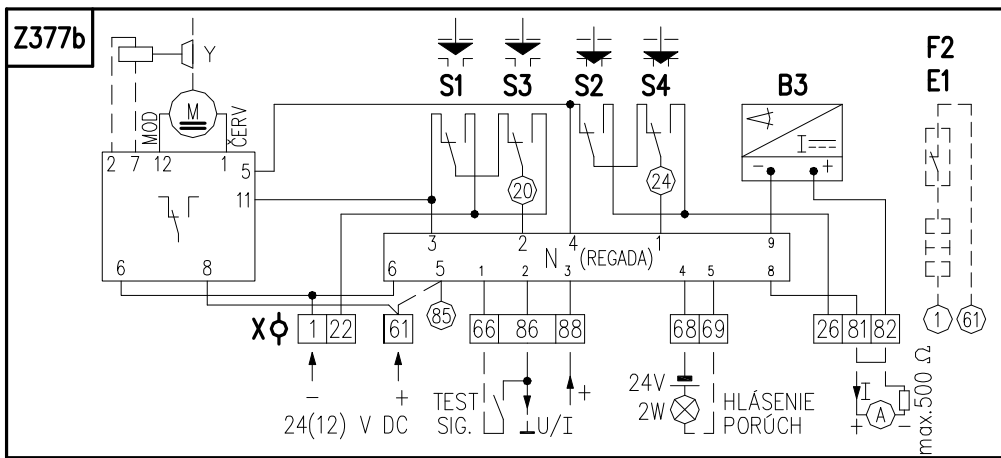 Z377b
Y
F2
E1
S1 S3 S2 S4 B3
M
MOD
ČERV
I
- +
2 7 12 1
5
11
20
24
6 8
3 2 4 1 9
N (REGADA)
6 5 1 2 3 4 5 8
85
X 1 22 61 66 86 88 68 69 26 81 82
1 61
- +
24(12) V DC
TEST
SIG.
U/I
+
24V
2W
HLÁSENIE
PORÚCH
I
A
+ -
max.500 Ω